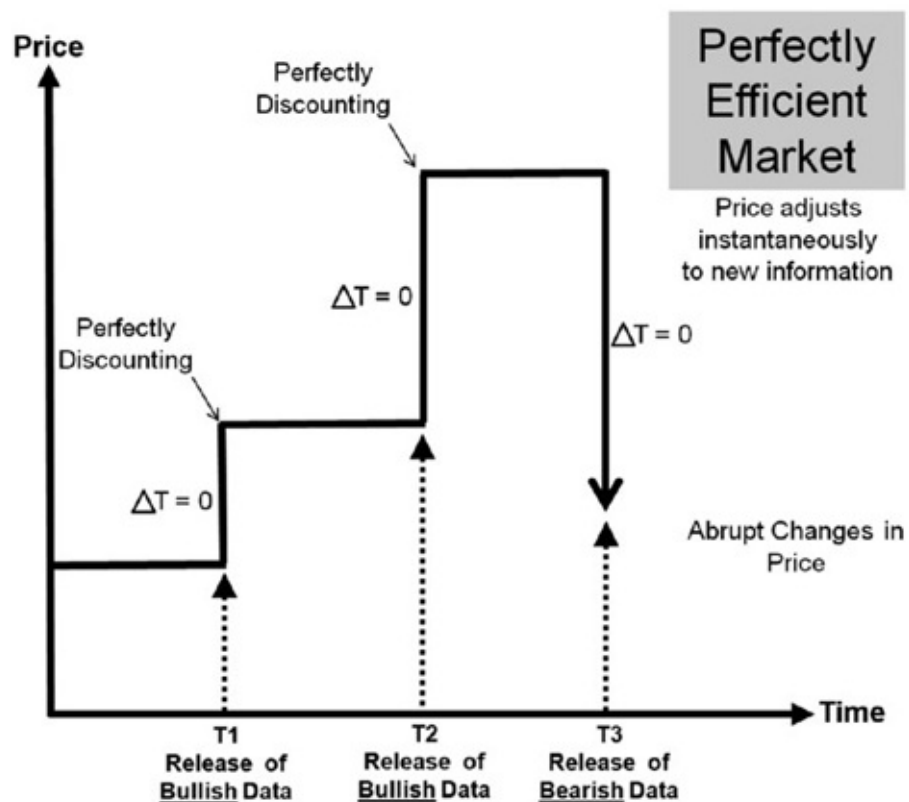 Price
Perfectly
Discounting
Perfectly
Efficient
Market
Price adjusts
instantaneously
to new information
ΔT = 0
ΔT = 0
Perfectly
Discounting
ΔT = 0
Abrupt Changes in
Price
Time
T1
Release of
Bullish Data
T2
Release of
Bullish Data
T3
Release of
Bearish Data